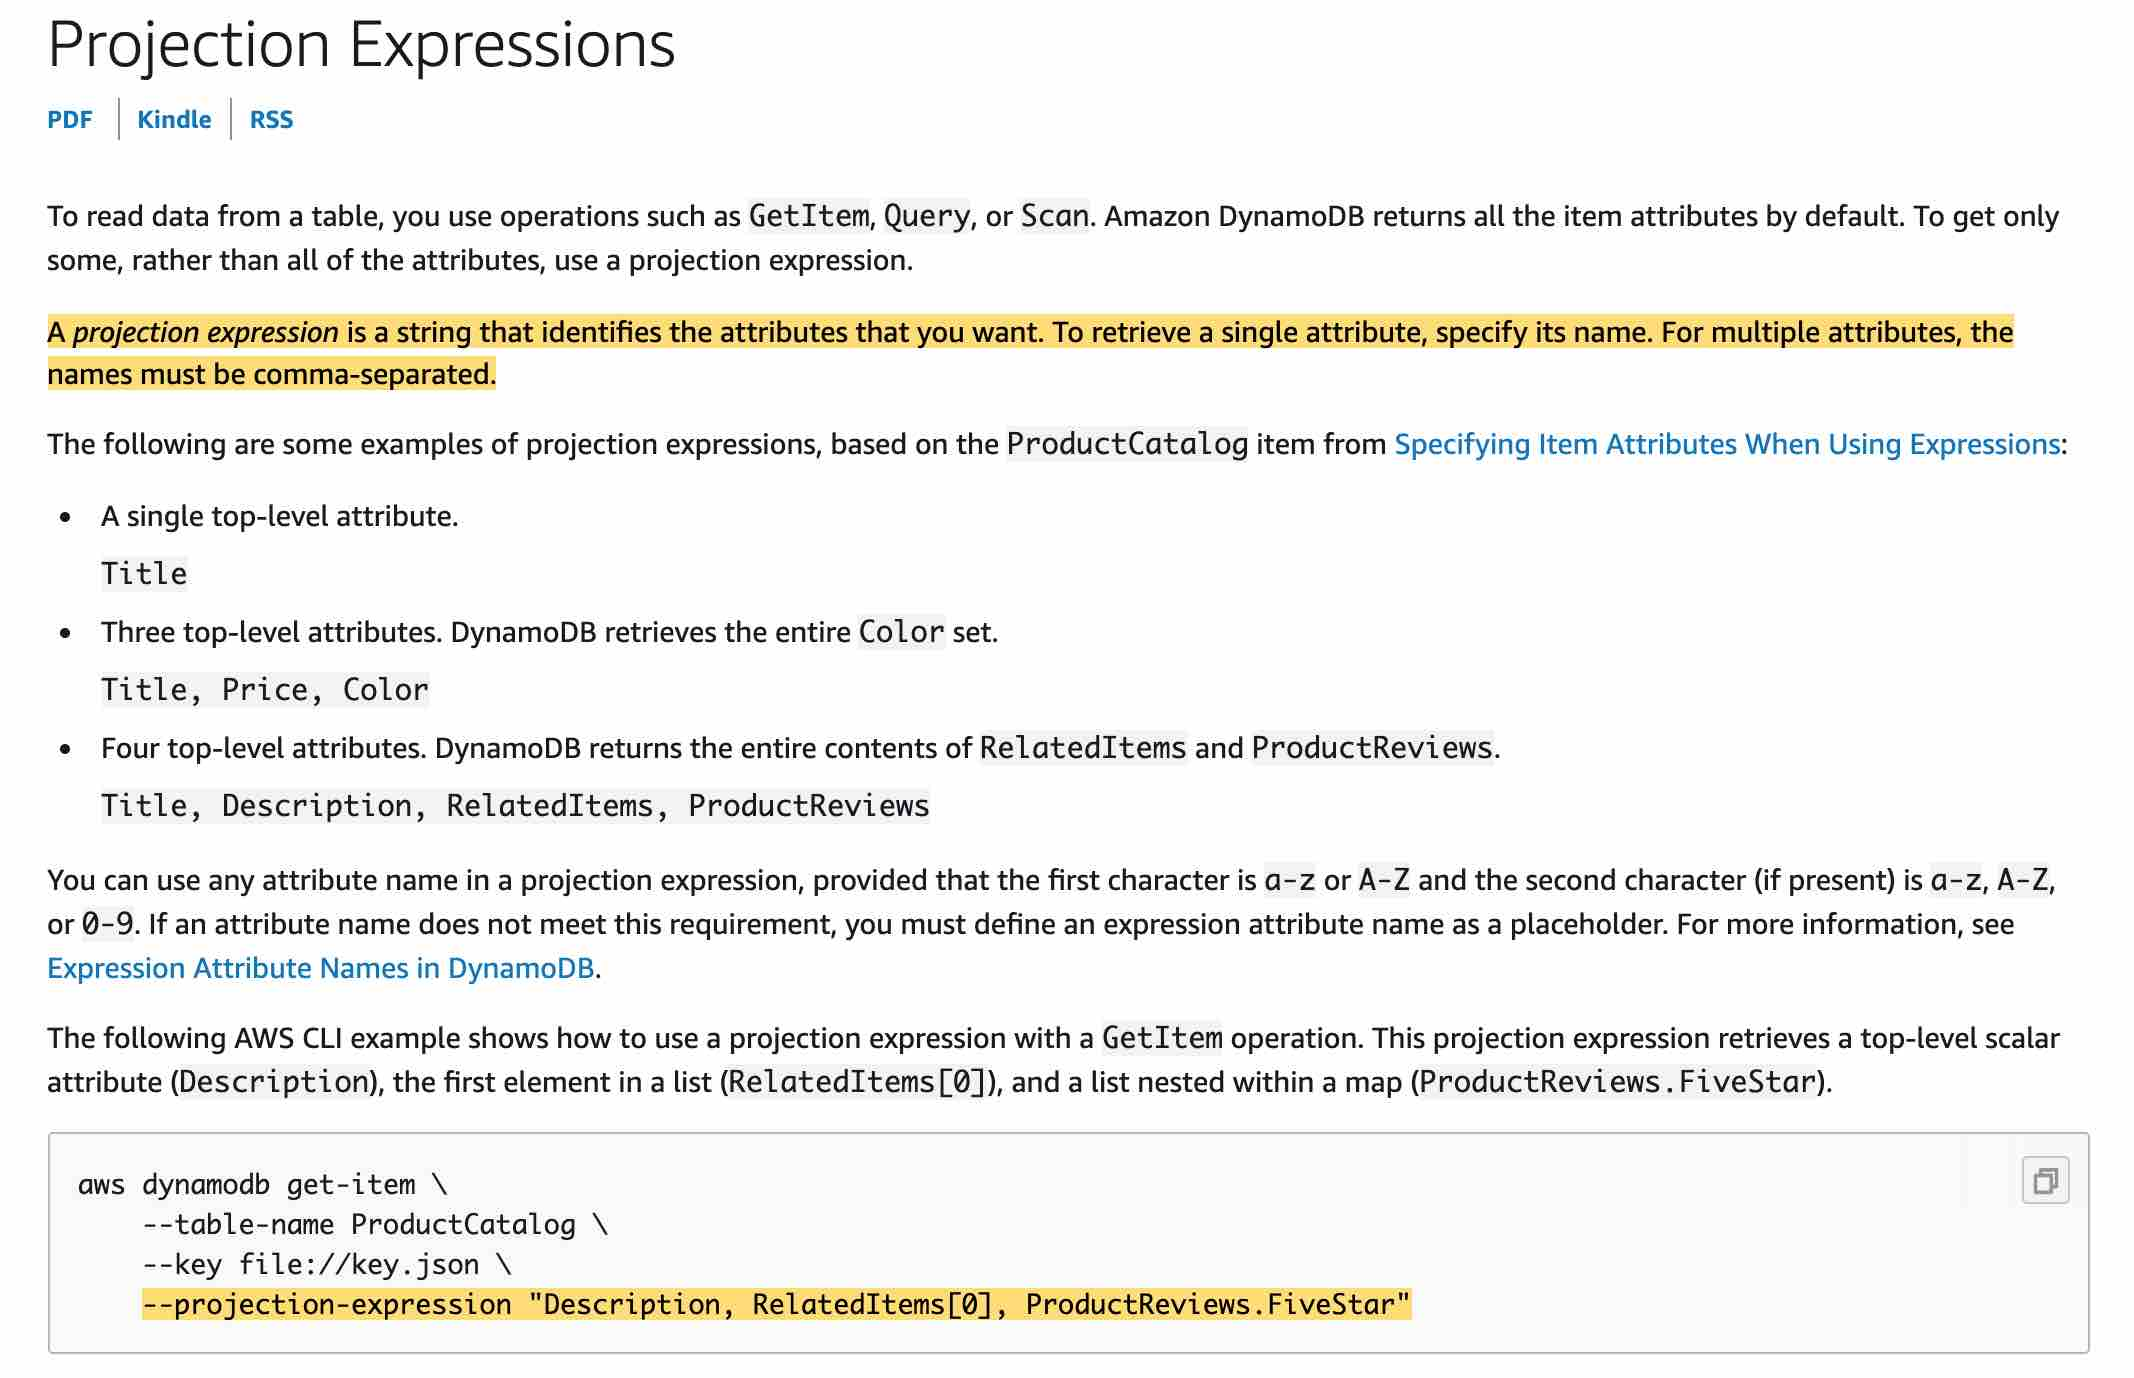 Projection Expressions
PDF | Kindle | RSS
To read data from a table, you use operations such as GetItem, Query, or Scan. Amazon DynamoDB returns all the item attributes by default. To get only
some, rather than all of the attributes, use a projection expression.
A projection expression is a string that identifies the attributes that you want. To retrieve a single attribute, specify its name. For multiple attributes, the
names must be comma-separated.
The following are some examples of projection expressions, based on the ProductCatalog item from Specifying Item Attributes When Using Expressions:
• A single top-level attribute.
Title
• Three top-level attributes. DynamoDB retrieves the entire Color set.
Title, Price, Color
• Four top-level attributes. DynamoDB returns the entire contents of RelatedItems and ProductReviews.
Title, Description, RelatedItems, ProductReviews
You can use any attribute name in a projection expression, provided that the first character is a-z or A-Z and the second character (if present) is a-z, A-Z,
or 0-9. If an attribute name does not meet this requirement, you must define an expression attribute name as a placeholder. For more information, see
Expression Attribute Names in DynamoDB.
The following AWS CLI example shows how to use a projection expression with a GetItem operation. This projection expression retrieves a top-level scalar
attribute (Description), the first element in a list (RelatedItems[0]), and a list nested within a map (ProductReviews.FiveStar).
aws dynamodb get-item \
    --table-name ProductCatalog \
    --key file://key.json \
    --projection-expression "Description, RelatedItems[0], ProductReviews.FiveStar"